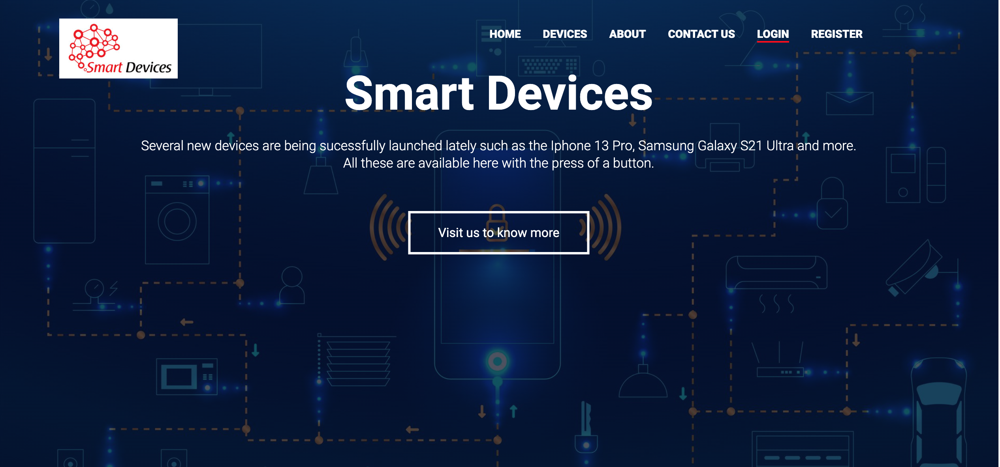 Smart Devices
HOME DEVICES ABOUT CONTACT US LOGIN REGISTER
Smart Devices
Several new devices are being sucessfully launched lately such as the Iphone 13 Pro, Samsung Galaxy S21 Ultra and more.
All these are available here with the press of a button.
Visit us to know more